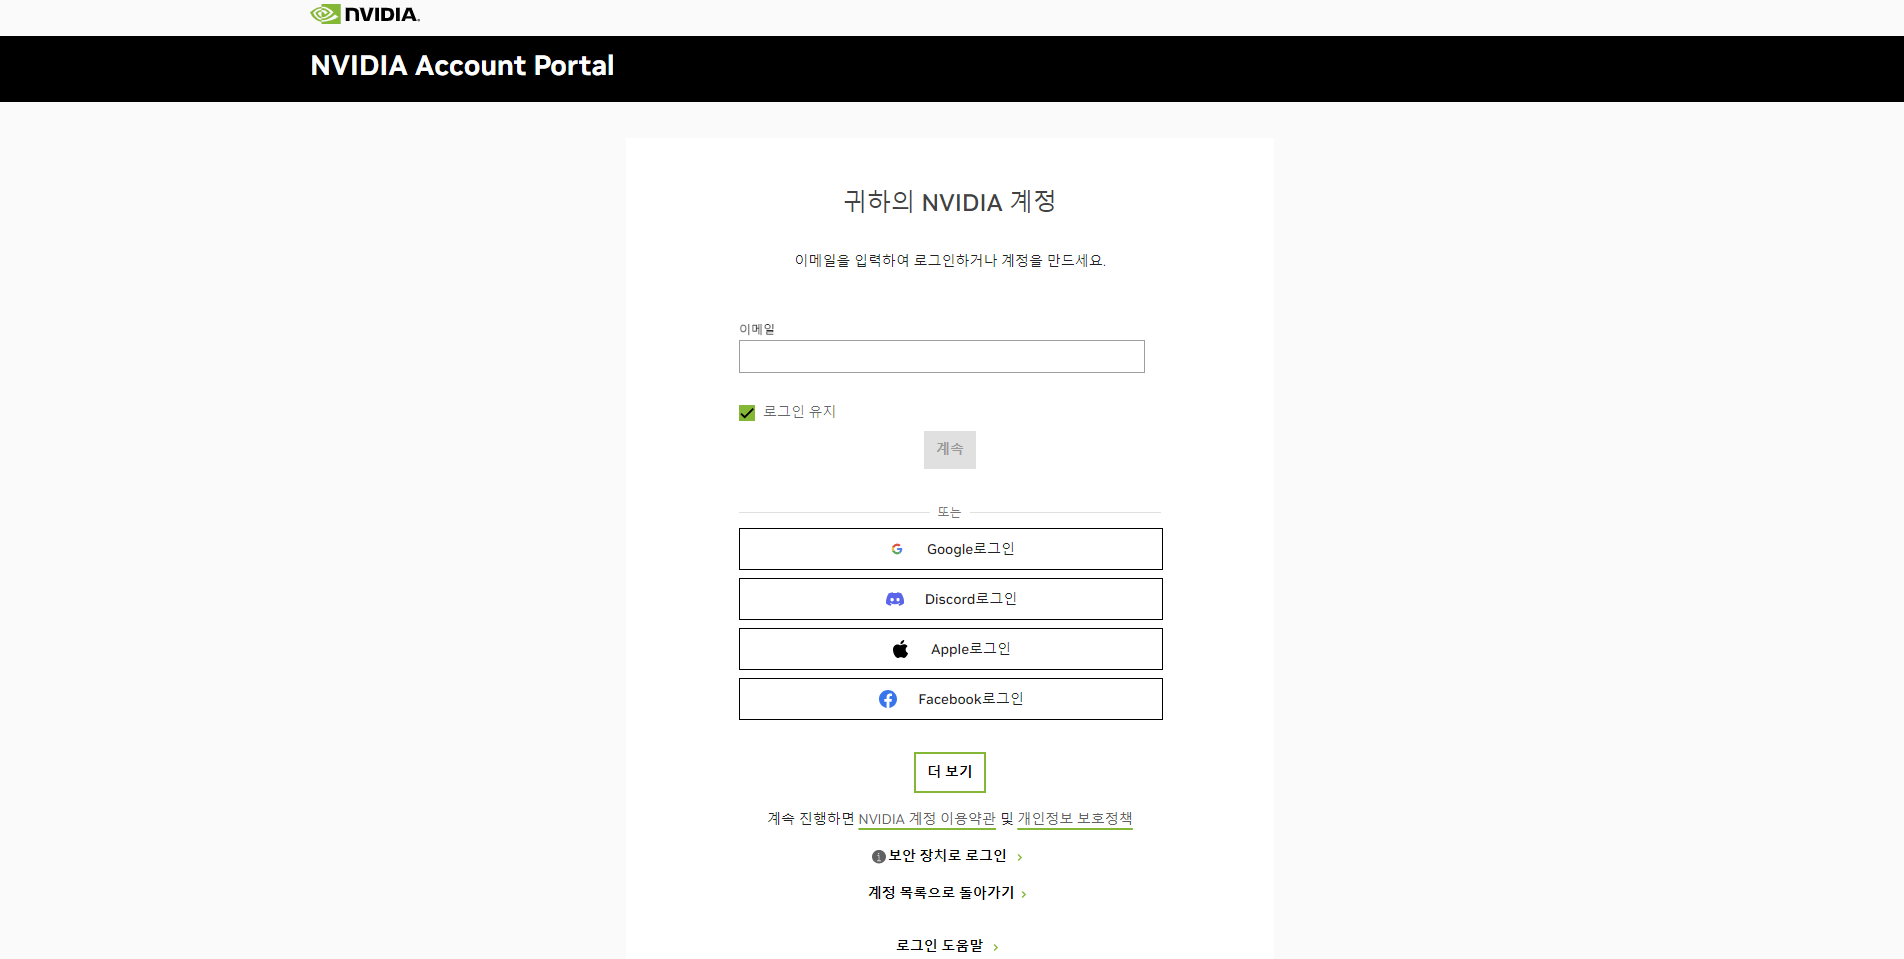 NVIDIA.
NVIDIA Account Portal
귀하의 NVIDIA 계정
이메일을 입력하여 로그인하거나 계정을 만드세요.
이메일
로그인 유지
계속
또는
Google로그인
Discord로그인
Apple로그인
Facebook로그인
더 보기
계속 진행하면 NVIDIA 계정 이용약관 및 개인정보 보호정책
보안 장치로 로그인
계정 목록으로 돌아가기
로그인 도움말